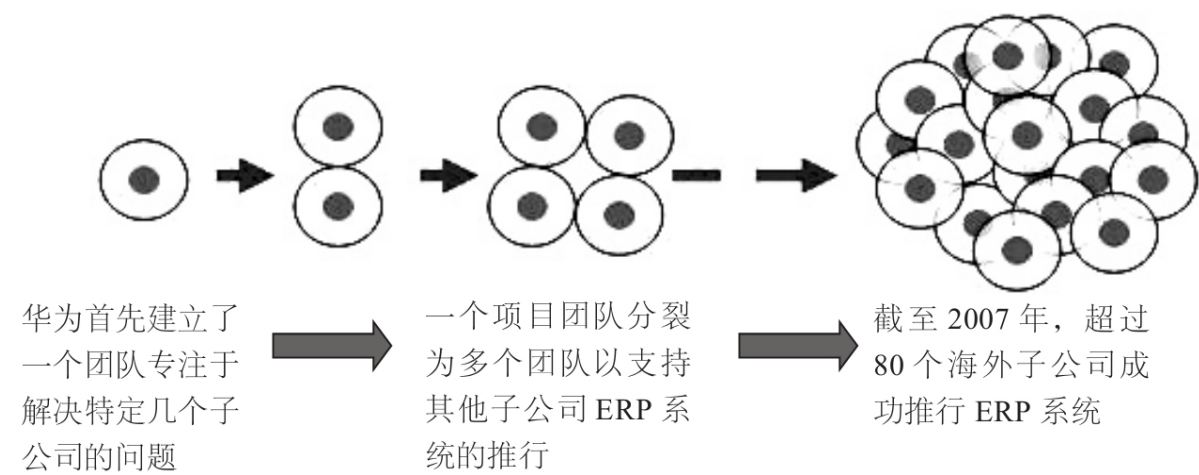 华为首先建立了
一个团队专注于
解决特定几个子
公司的问题
一个项目团队分裂
为多个团队以支持
其他子公司 ERP 系
统的推行
截至 2007 年，超过
80 个海外子公司成
功推行 ERP 系统